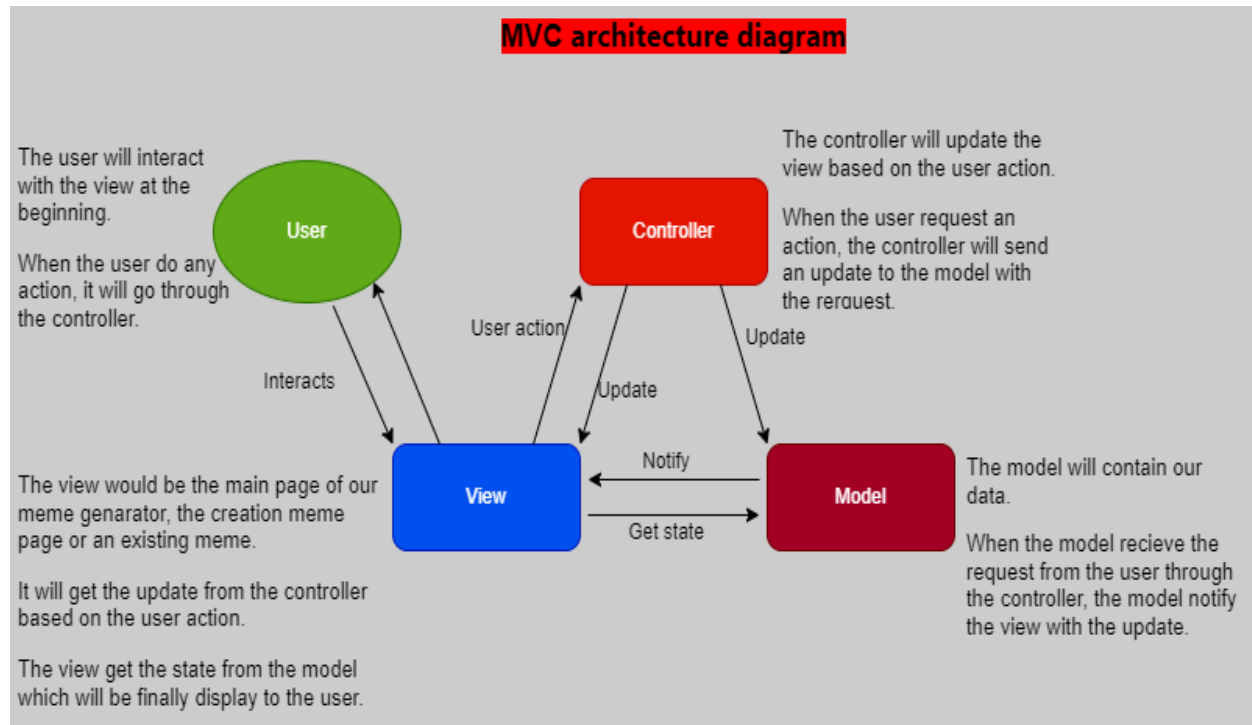 MVC architecture diagram
The user will interact
with the view at the
beginning.
When the user do any
action, it will go through
the controller.
User
Controller
The controller will update the
view based on the user action.
When the user request an
action, the controller will send
an update to the model with
the rerquest.
Interacts
User action
Update
Update
Notify
Get state
View
Model
The view would be the main page of our
meme genarator, the creation meme
page or an existing meme.
It will get the update from the controller
based on the user action.
The view get the state from the model
which will be finally display to the user.
The model will contain our
data.
When the model recieve the
request from the user through
the controller, the model notify
the view with the update.